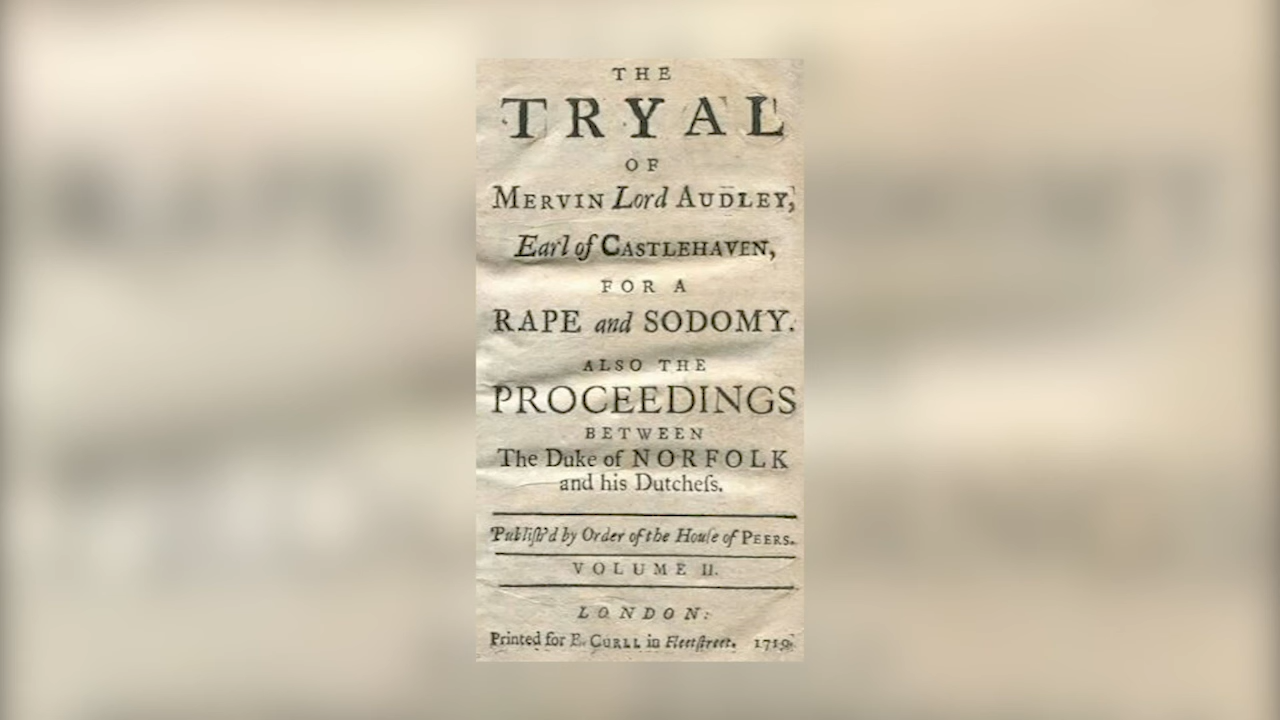 THE
TRYAL
OF
MERVIN Lord AUDLEY,
Earl of CASTLEHAVEN,
FOR A
RAPE and SODOMY.
ALSO THE
PROCEEDINGS
BETWEEN
The Duke of NORFOLK
and his Dutcheſs.
Publiſh'd by Order of the Houſe of PEERS.
VOLUME II.
LONDON:
Printed for E. CURLL in Fleetſtreet. 1719.